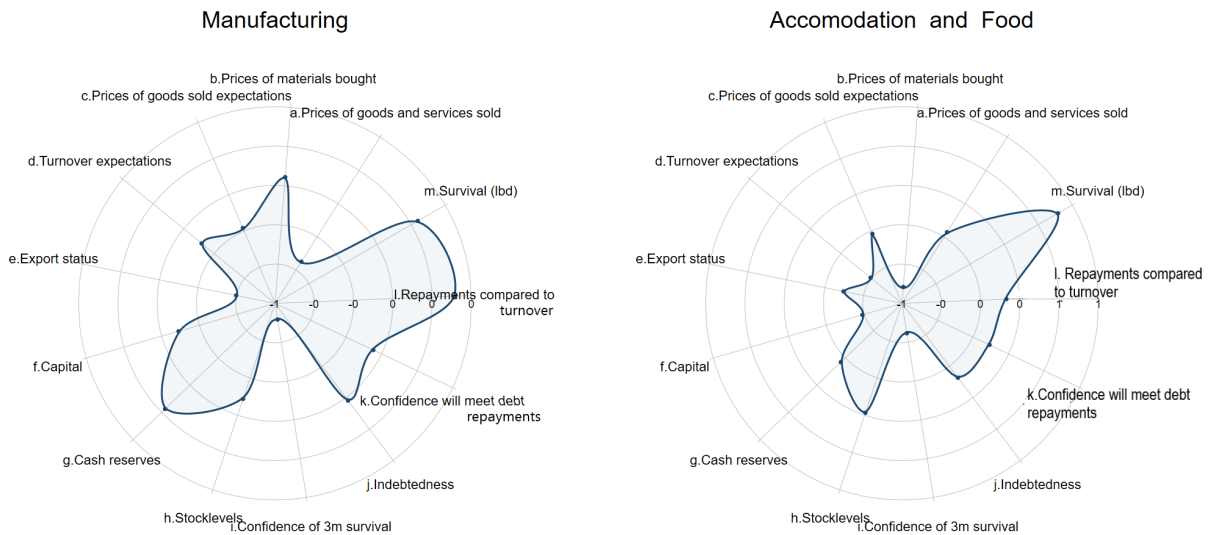 Manufacturing
b.Prices of materials bought
c.Prices of goods sold expectations
a.Prices of goods and services sold
d.Turnover expectations
m.Survival (lbd)
e.Export status
l.Repayments compared to
turnover
-1 -0 -0 0 0 0
f.Capital
k.Confidence will meet debt
repayments
g.Cash reserves
j.Indebtedness
h.Stocklevels
i.Confidence of 3m survival
Accomodation and Food
b.Prices of materials bought
c.Prices of goods sold expectations
a.Prices of goods and services sold
d.Turnover expectations
m.Survival (lbd)
e.Export status
l. Repayments compared
to turnover
-1 -0 0 0 1 1
f.Capital
k.Confidence will meet debt
repayments
g.Cash reserves
j.Indebtedness
h.Stocklevels
i.Confidence of 3m survival